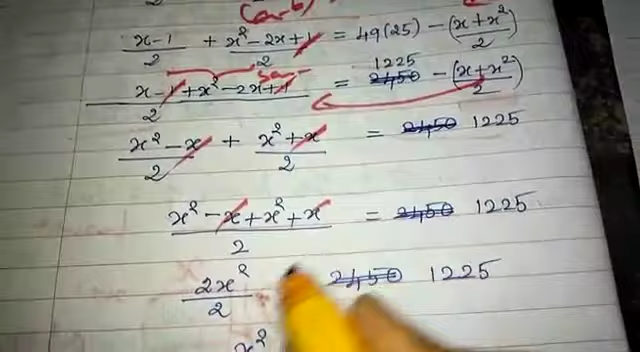 (x-1)/2 + (x²-2x+1)/2 = 49(25) - ((x+x²)/2)
1225
(x-1+x²-2x+1)/2 = 2450 - ((x+x²)/2)
(x²-x)/2 + (x²+x)/2 = 2450 1225
(x²-x+x²+x)/2 = 2450 1225
2x²/2 2450 1225
x²